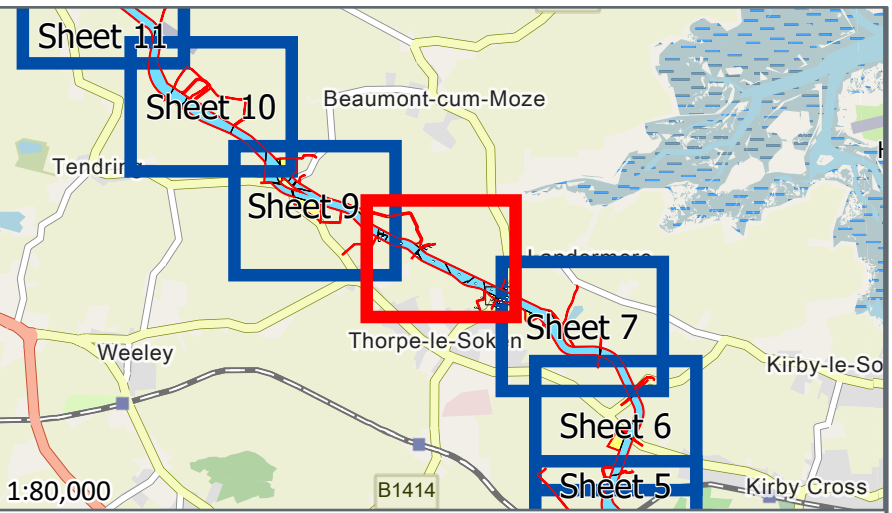 Sheet 11
Sheet 10
Beaumont-cum-Moze
Tendring
Sheet 9
Landermere
Sheet 7
Thorpe-le-Soken
Weeley
Kirby-le-So
Sheet 6
Sheet 5
Kirby Cross
B1414
1:80,000